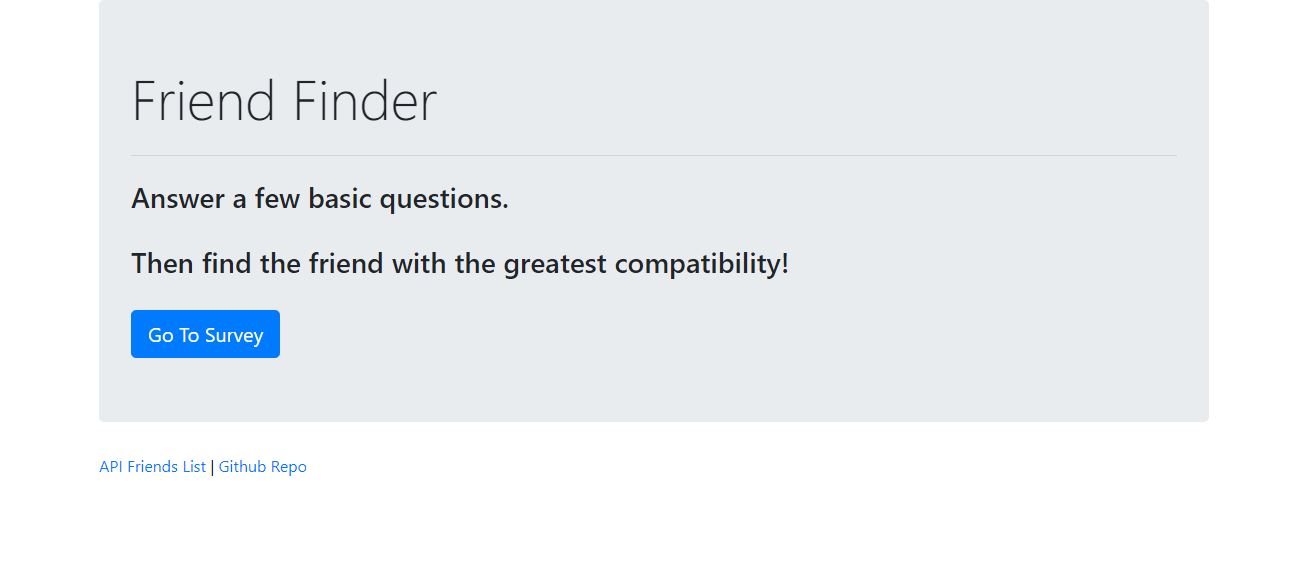 Friend Finder
Answer a few basic questions.
Then find the friend with the greatest compatibility!
Go To Survey
API Friends List | Github Repo